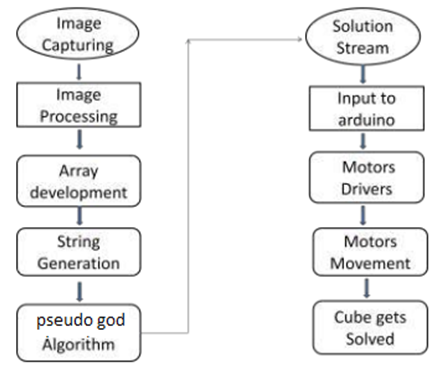 Image
Capturing
Image
Processing
Array
development
String
Generation
pseudo god
Algorithm
Solution
Stream
Input to
arduino
Motors
Drivers
Motors
Movement
Cube gets
Solved